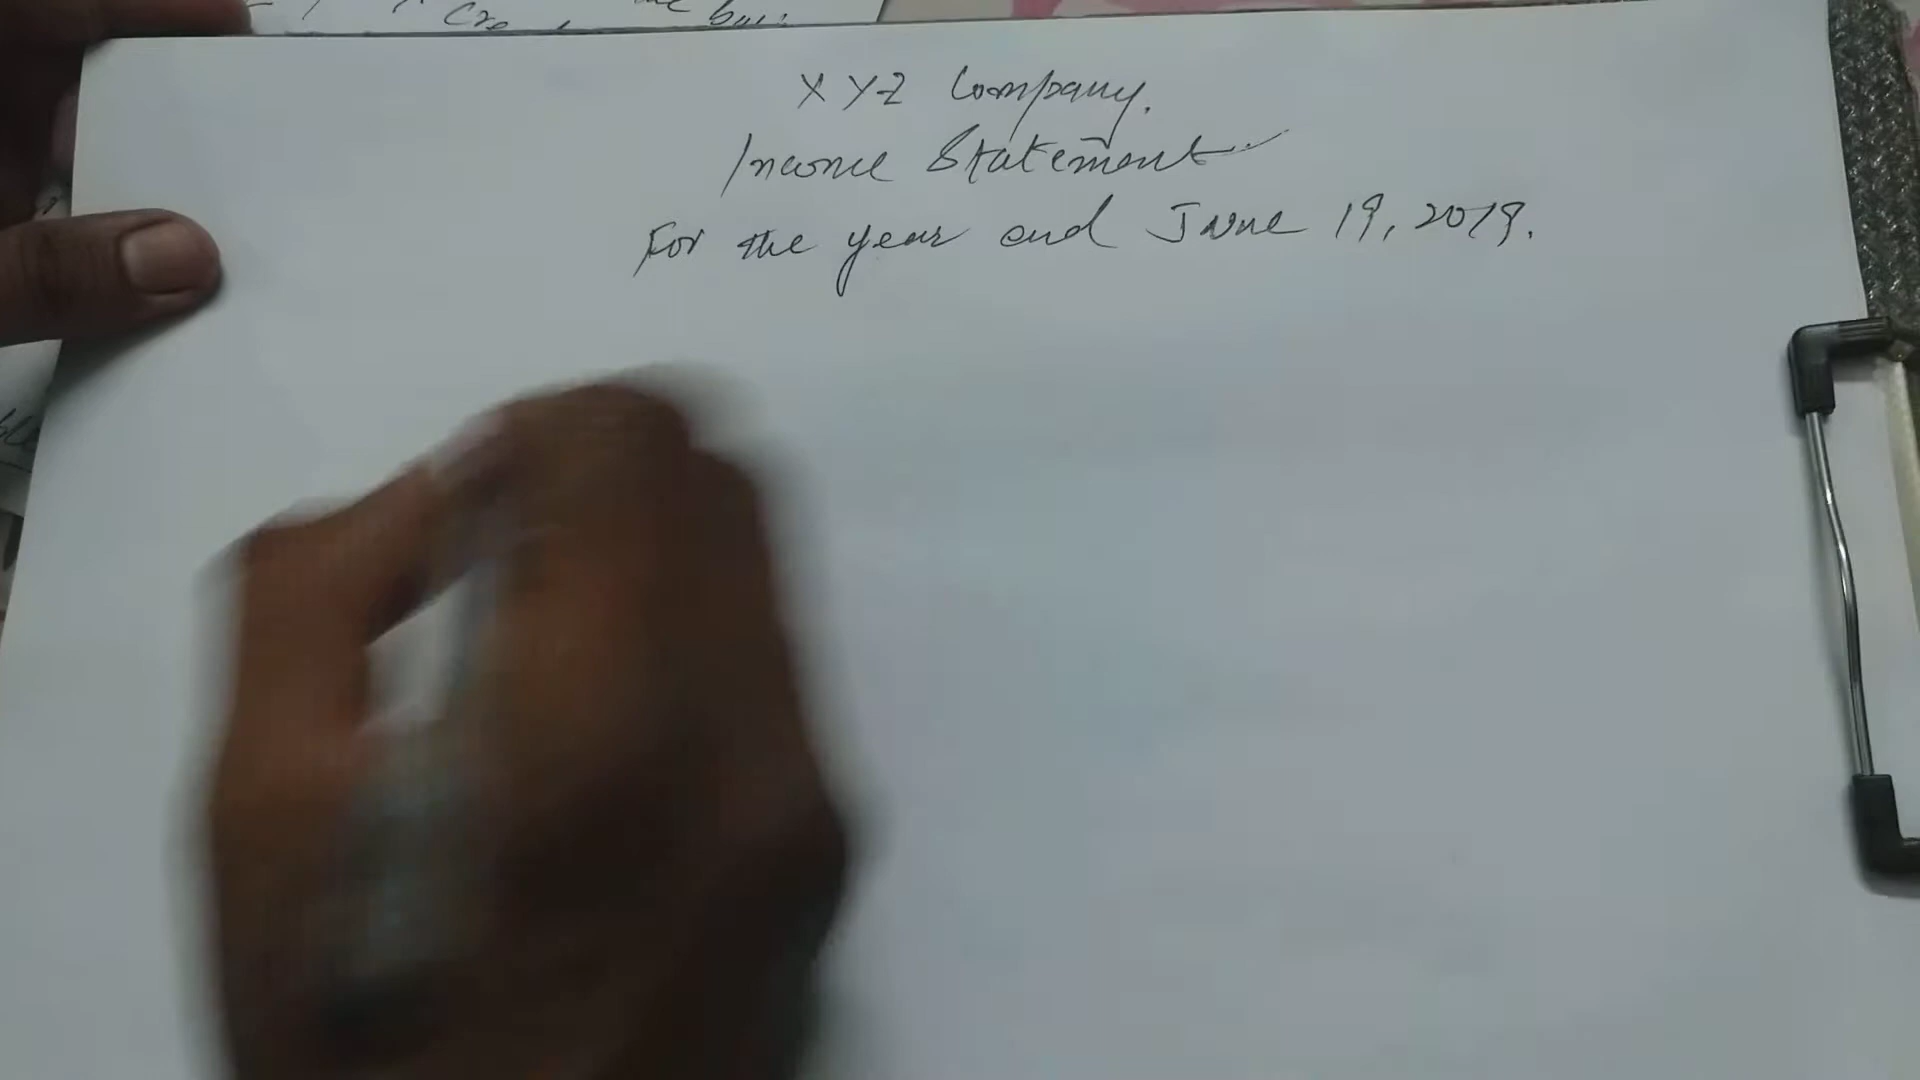 XYZ Company.
Income Statement
For the year end June 19, 2019.